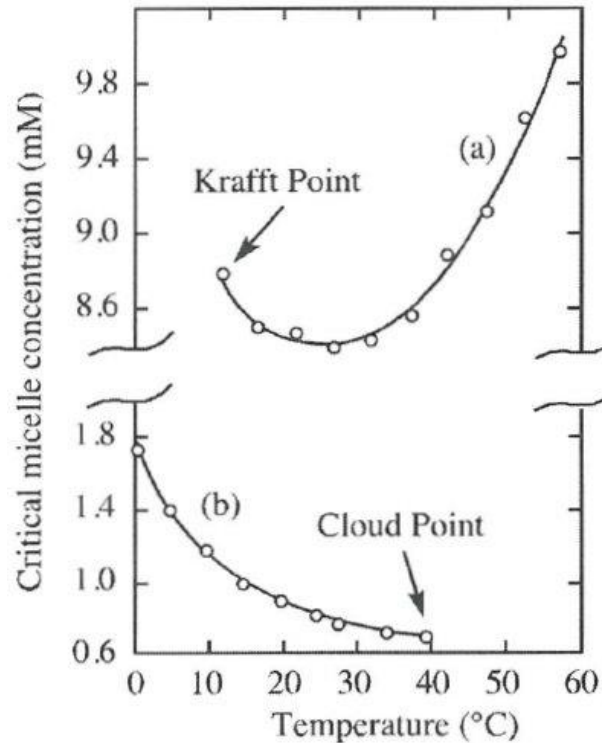 Critical micelle concentration (mM)
9.8
9.4
9.0
8.6
(a)
Krafft Point
1.8
1.4
1.0
0.6
(b)
Cloud Point
0 10 20 30 40 50 60
Temperature (°C)